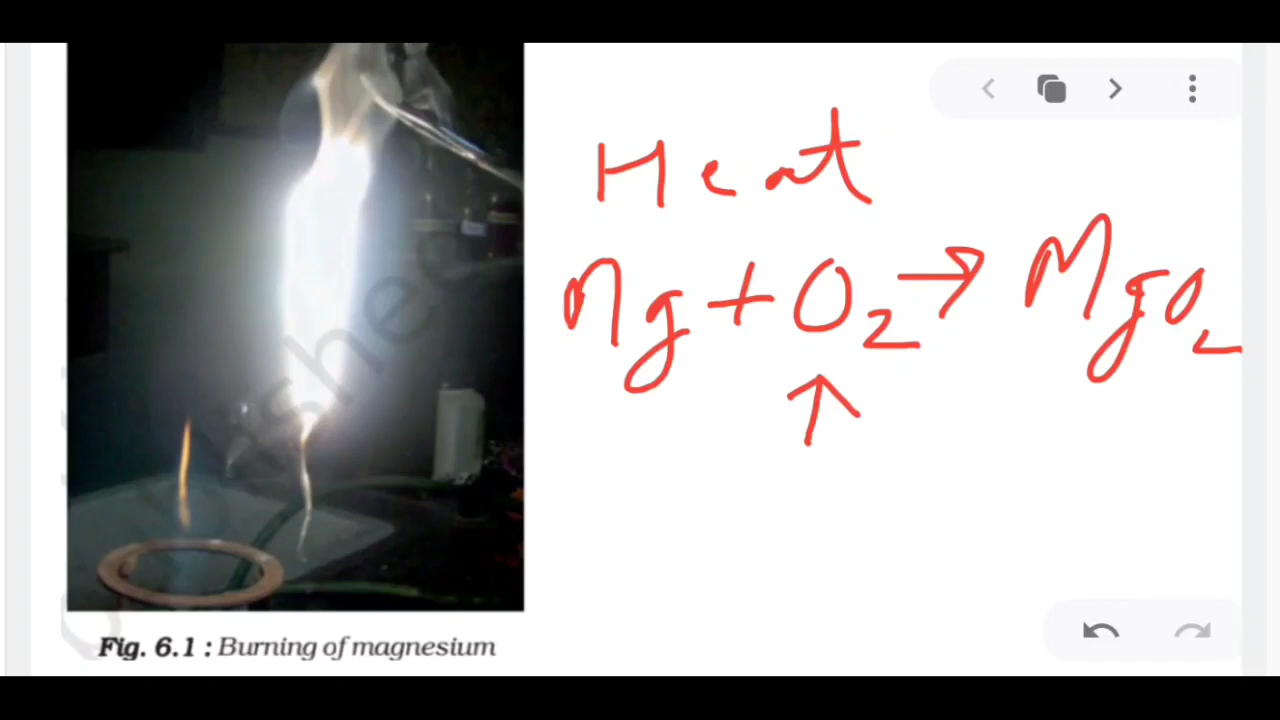 Heat
Mg + O₂ → MgO₂
↑
Fig. 6.1 : Burning of magnesium